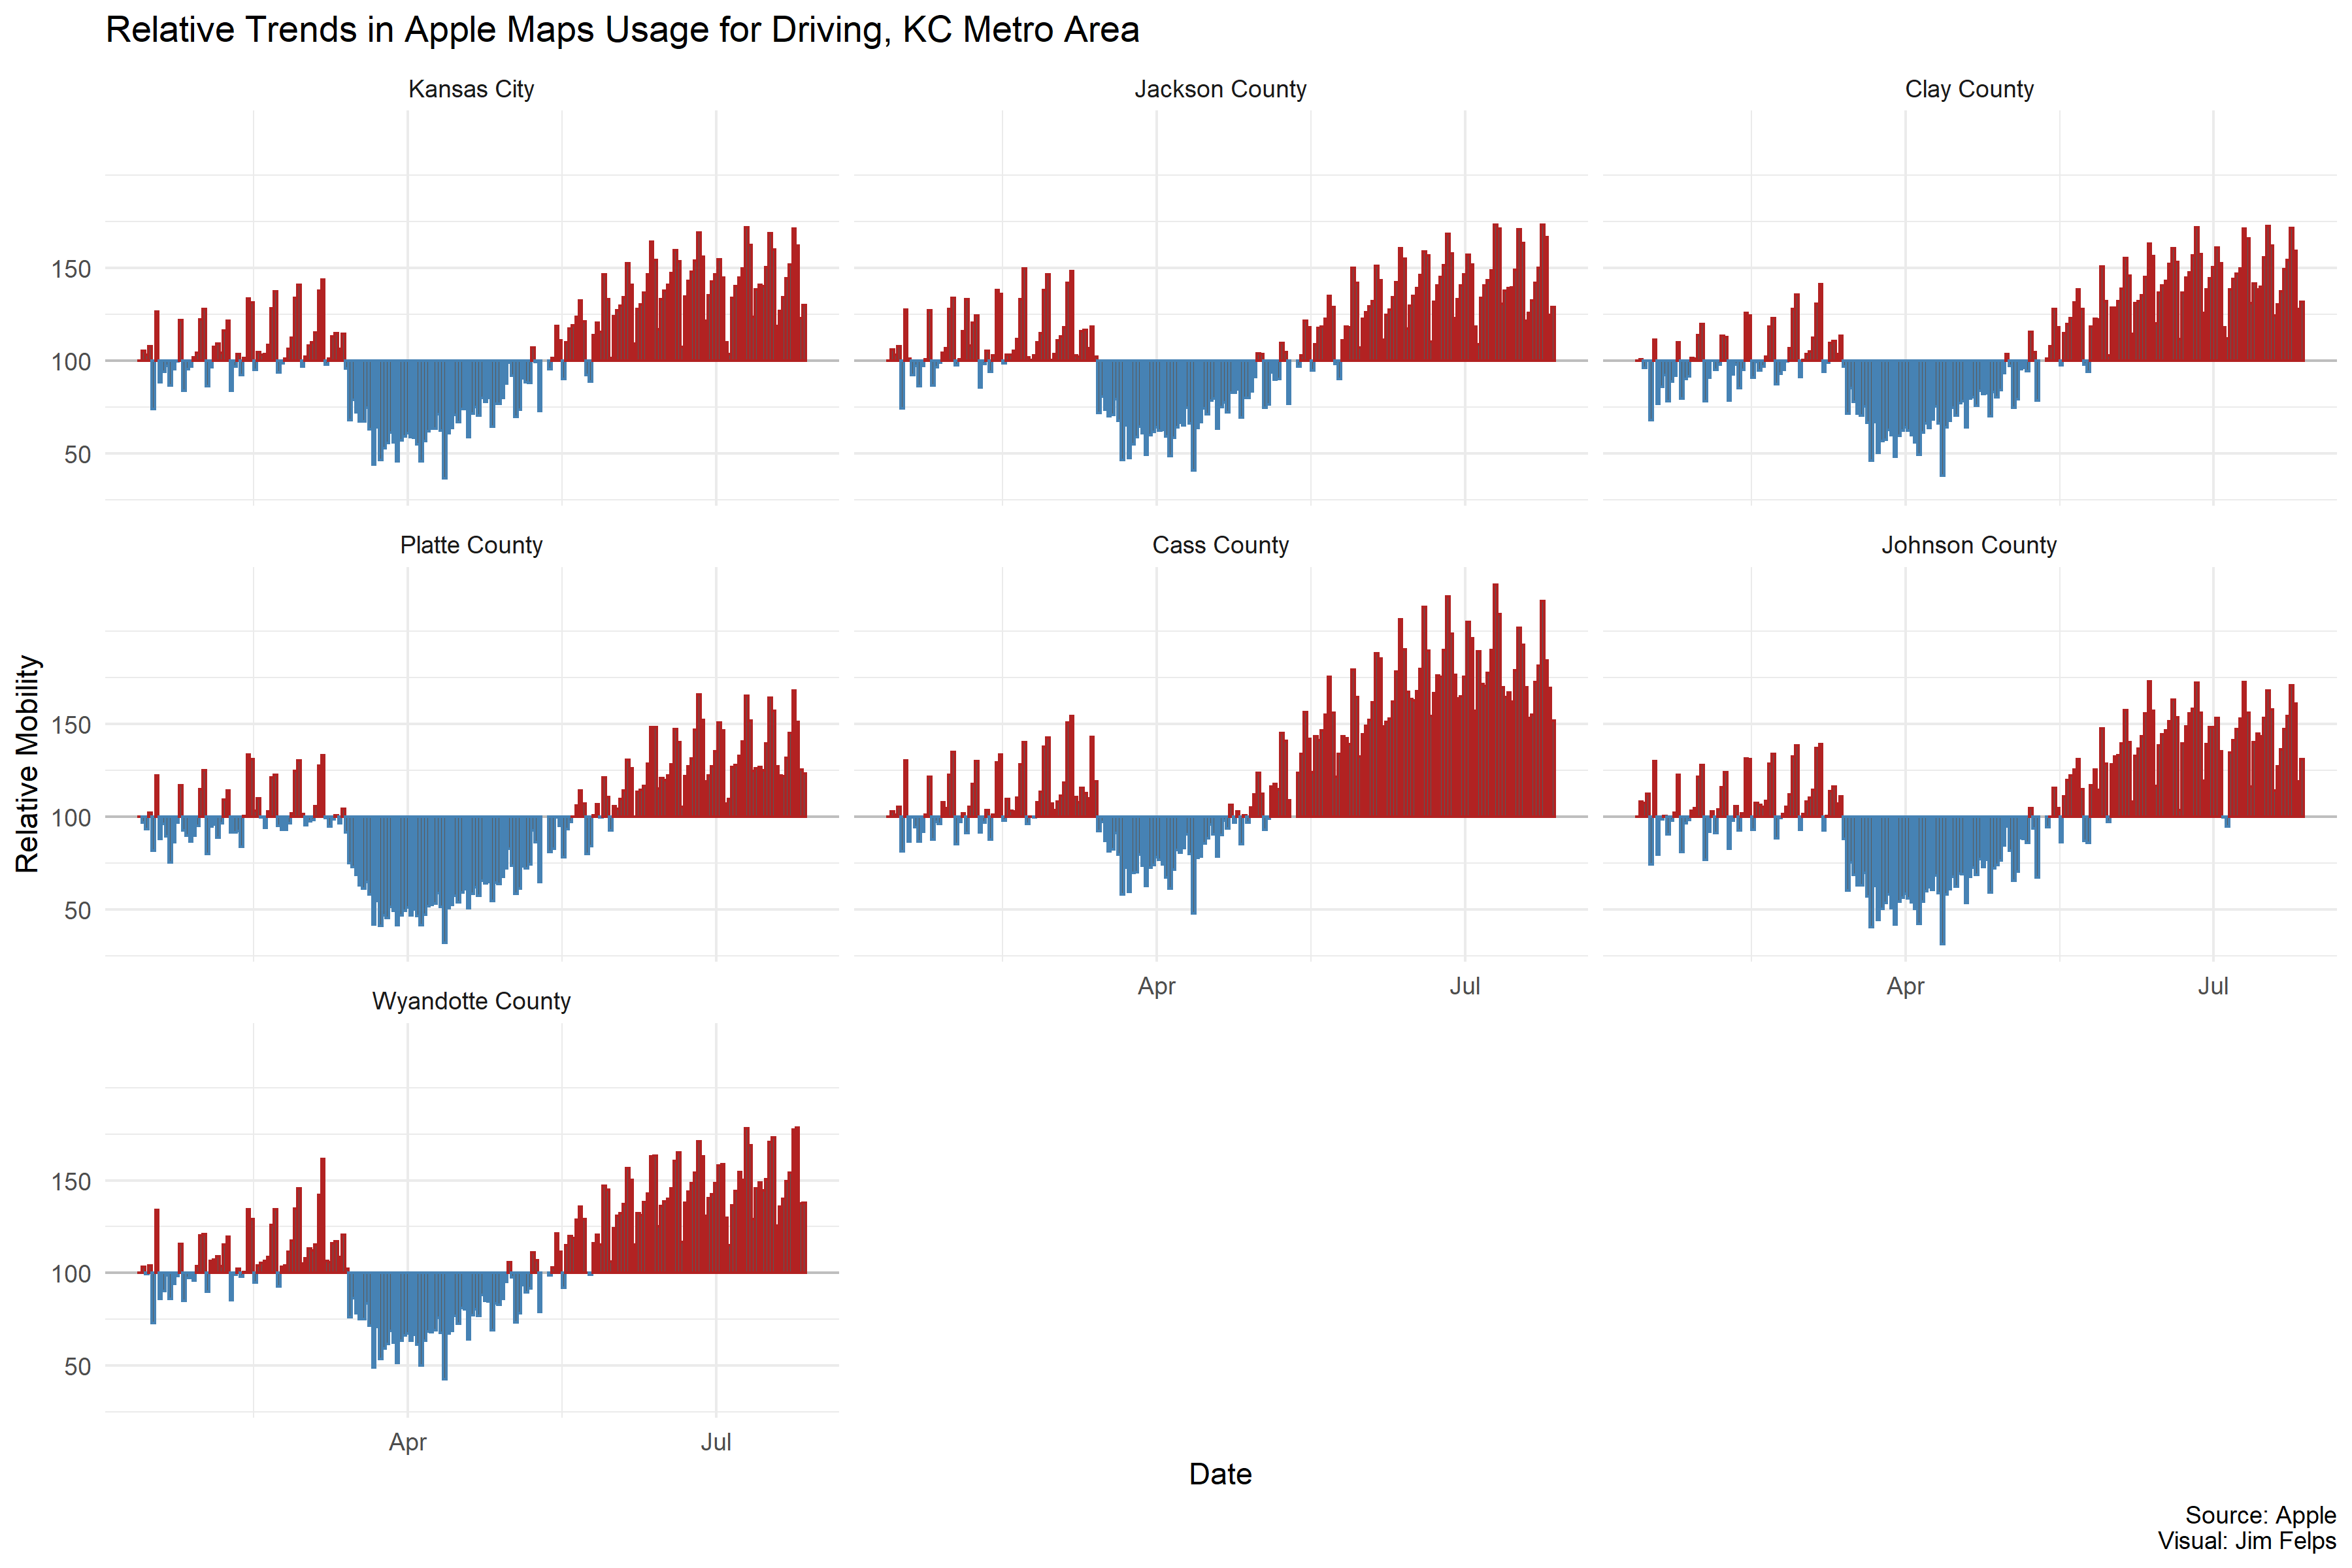 Relative Trends in Apple Maps Usage for Driving, KC Metro Area
Kansas City
Jackson County
Clay County
150
100
50
Platte County
Cass County
Johnson County
Relative Mobility
150
100
50
Apr
Jul
Apr
Jul
Wyandotte County
150
100
50
Apr
Jul
Date
Source: Apple
Visual: Jim Felps